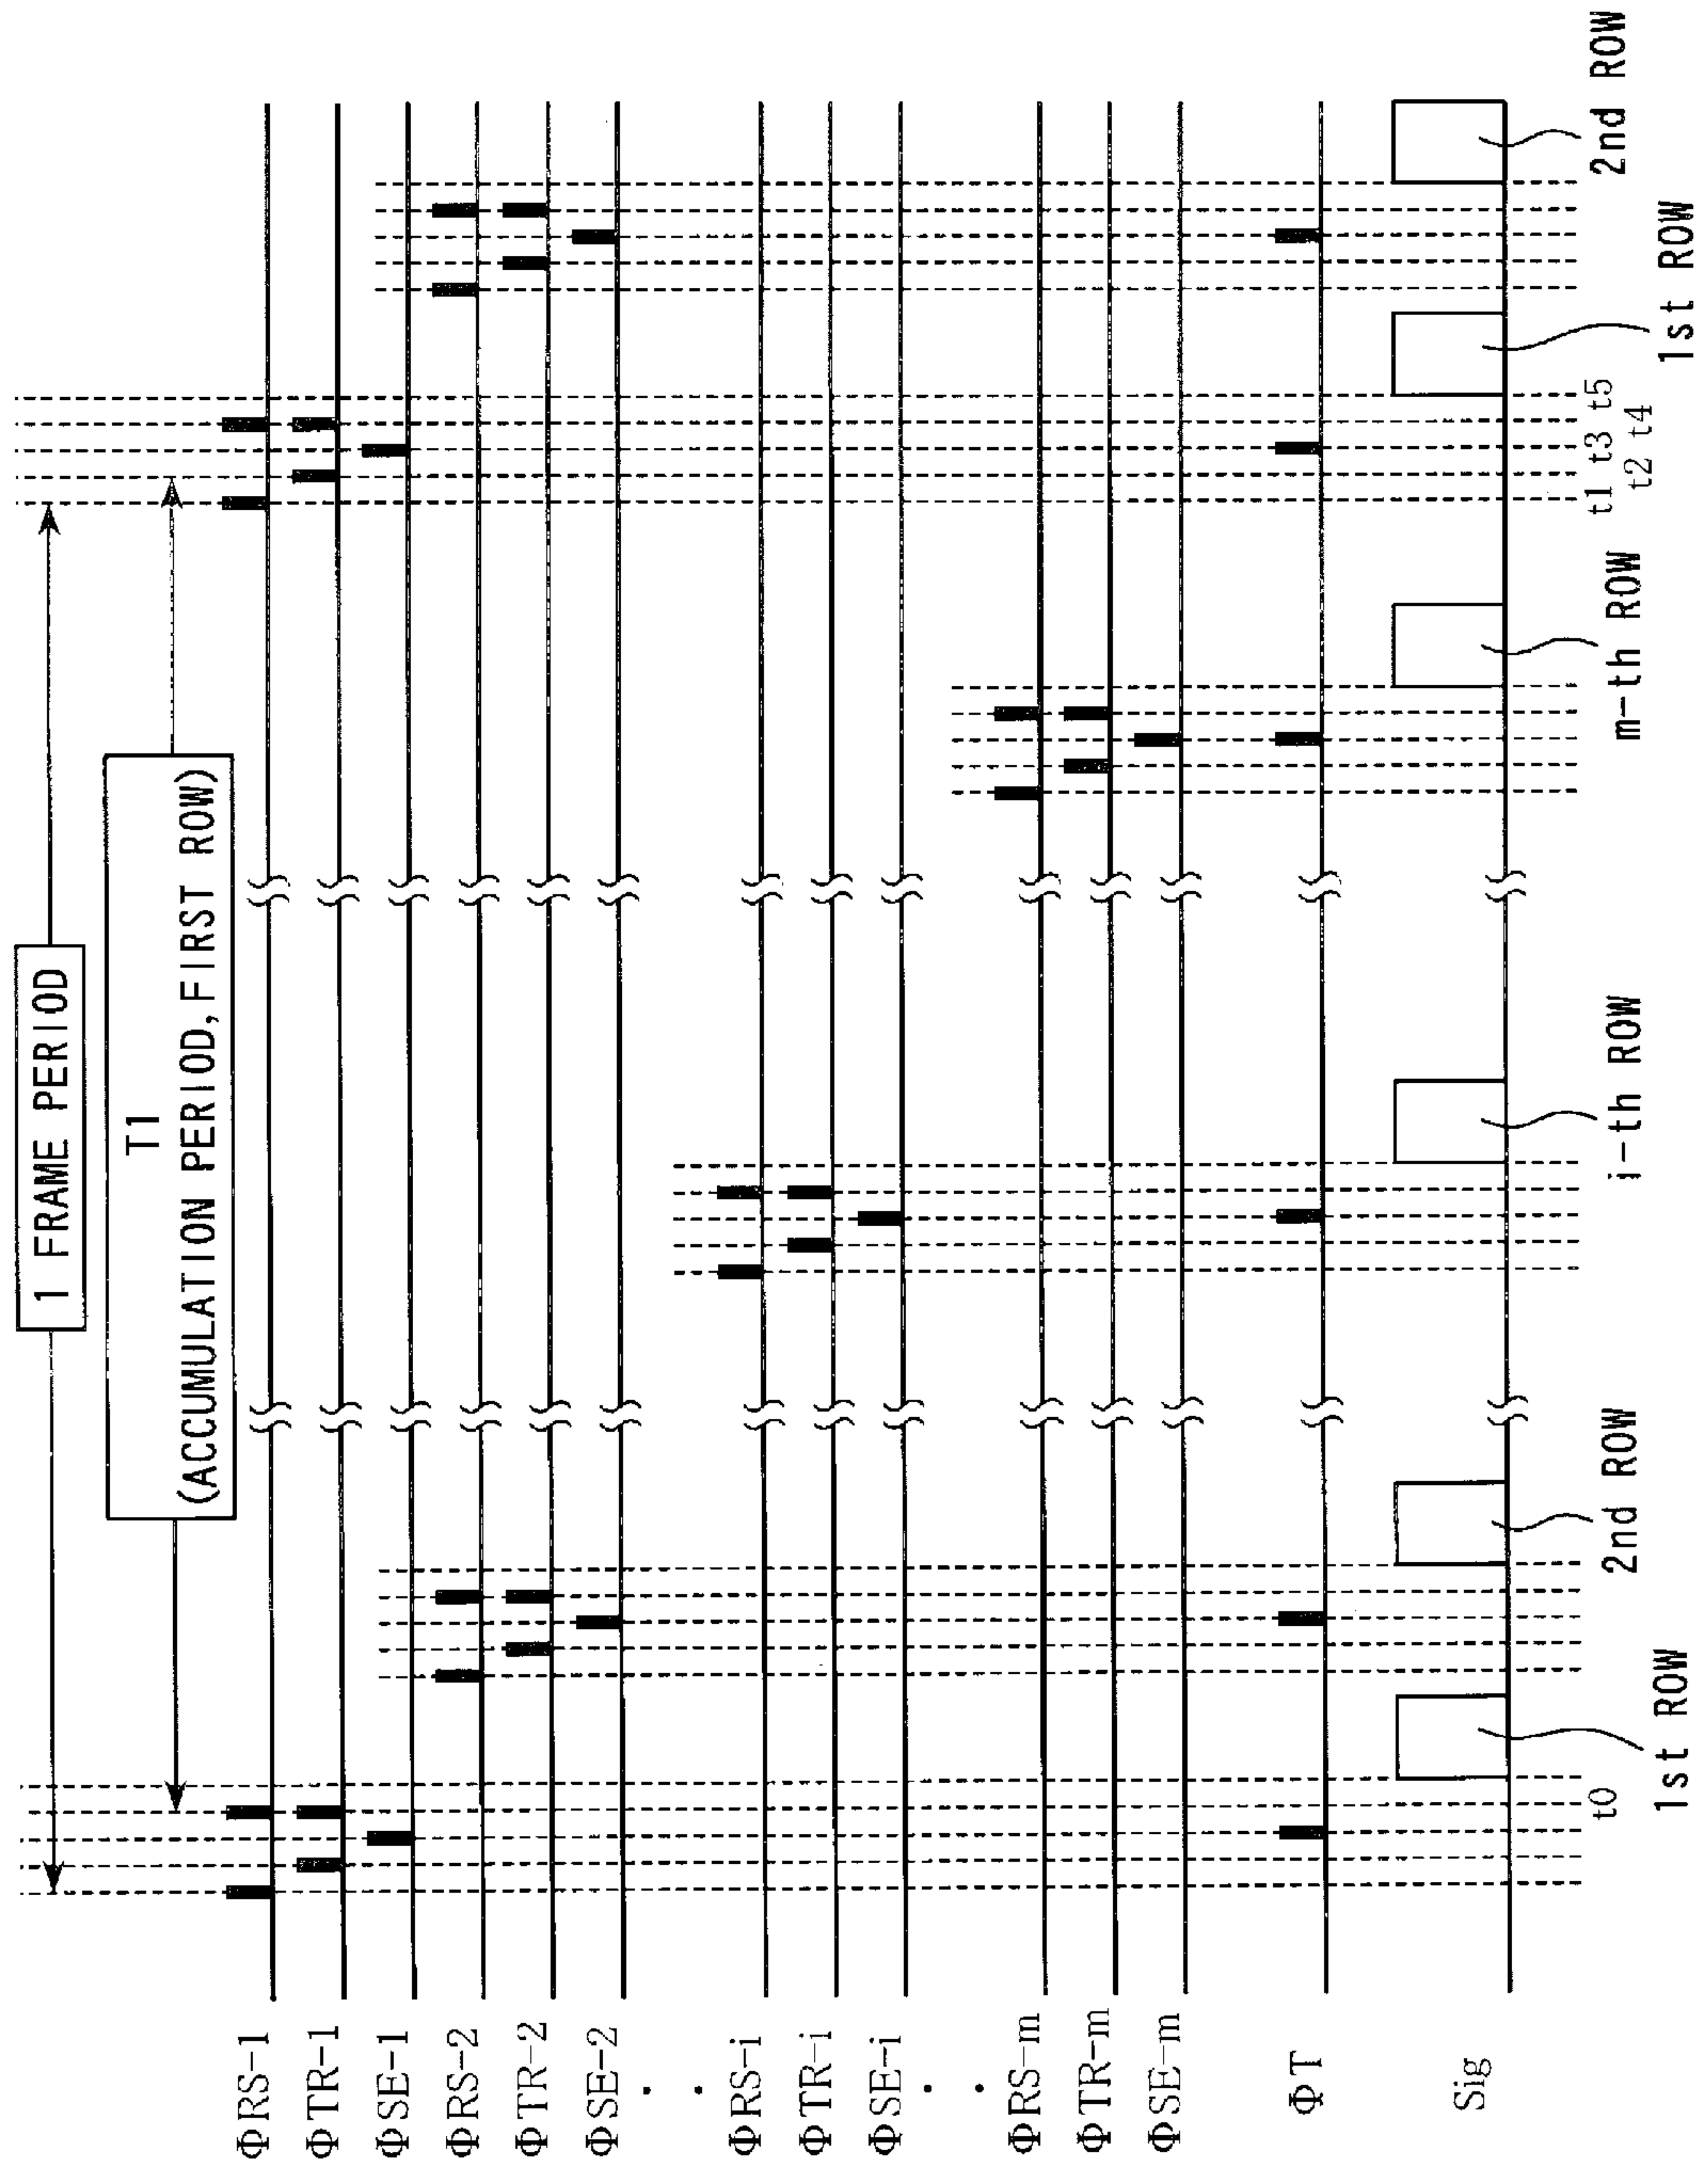 1 FRAME PERIOD
T1
(ACCUMULATION PERIOD, FIRST ROW)
ΦRS-1
ΦTR-1
ΦSE-1
ΦRS-2
ΦTR-2
ΦSE-2
ΦRS-i
ΦTR-i
ΦSE-i
ΦRS-m
ΦTR-m
ΦSE-m
ΦT
Sig
t0
t1 t3 t5
t2 t4
1st ROW
2nd ROW
i-th ROW
m-th ROW
1st ROW
2nd ROW